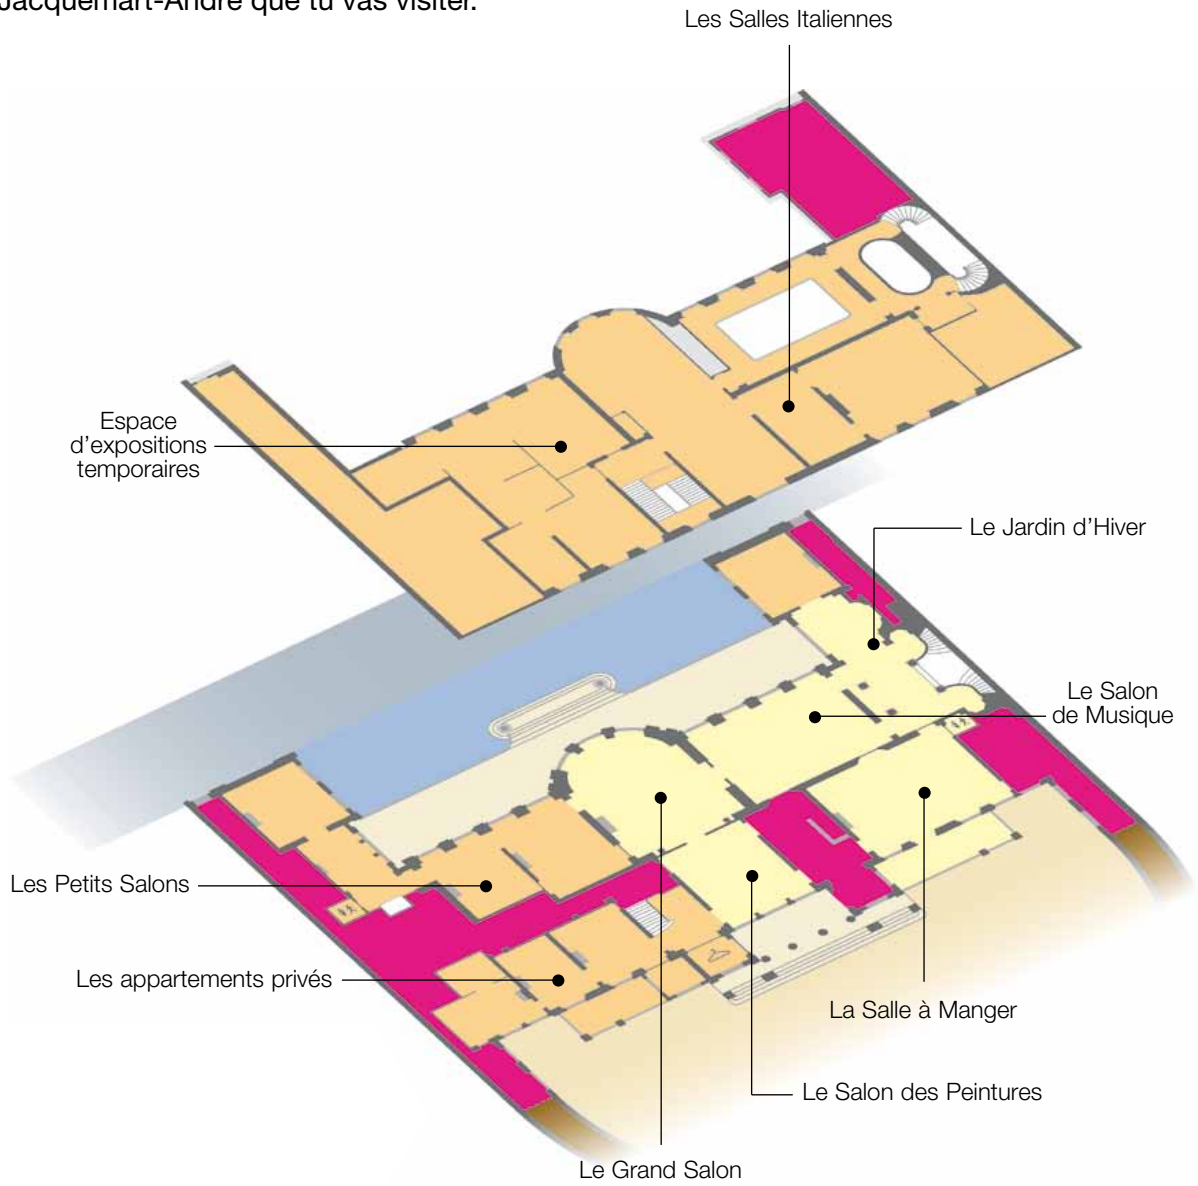 Jacquemart-André que tu vas visiter.
Les Salles Italiennes
Espace
d'expositions
temporaires
Le Jardin d'Hiver
Le Salon
de Musique
Les Petits Salons
Les appartements privés
La Salle à Manger
Le Salon des Peintures
Le Grand Salon